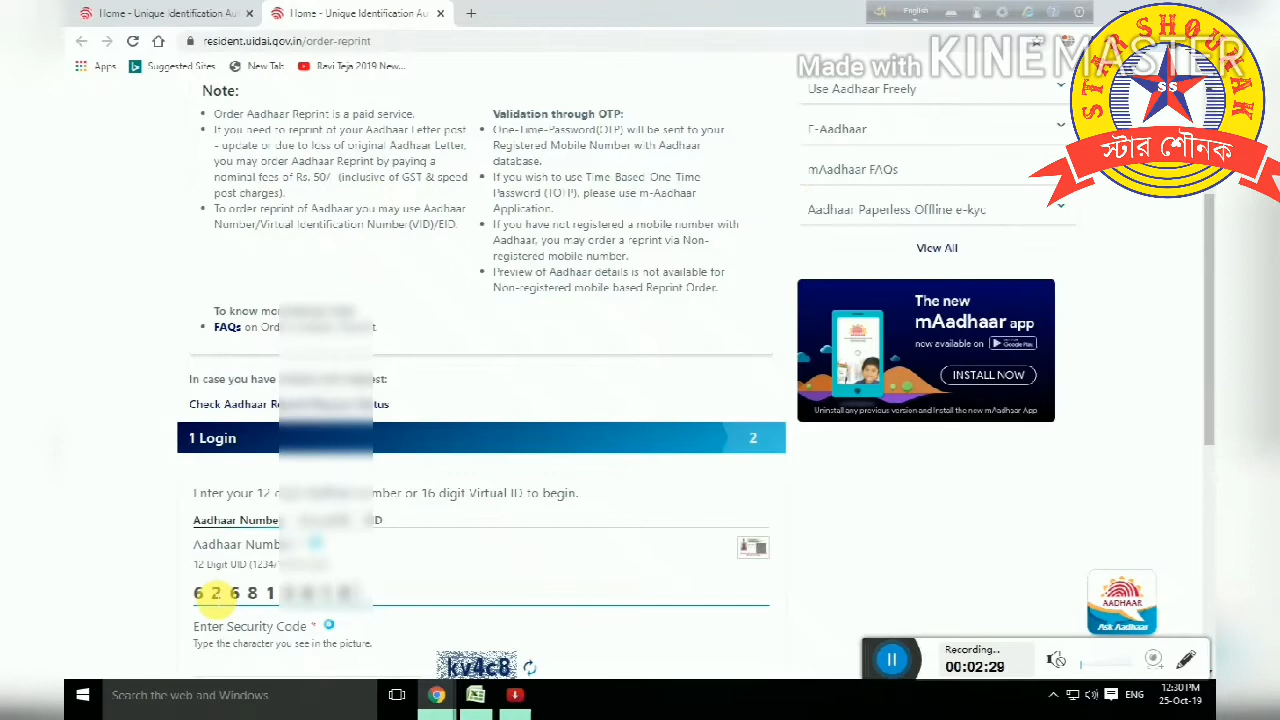 Home - Unique Identification Au
Home - Unique Identification Au
English
resident.uidai.gov.in/order-reprint
Apps
Suggested Sites
New Tab
Made with KINEMASTER
STAR SHOUNAK
SS
স্টার শৌনক
Note:
Order Aadhaar Reprint is a paid service.
If you need to reprint of your Aadhaar letter post
- update or due to loss of original Aadhaar letter,
you may order Aadhaar Reprint by paying a
nominal fees of Rs. 50/- (inclusive of GST & speed
post charges).
To order reprint of Aadhaar you may use Aadhaar
Number/Virtual Identification Number(VID)/EID.
To know mor
FAQs on Ord
Validation through OTP:
One-Time-Password(OTP) will be sent to your
Registered Mobile Number with Aadhaar
database.
If you wish to use Time-Based-One-Time-
Password (TOTP), please use m-Aadhaar
Application.
If you have not registered a mobile number with
Aadhaar, you may order a reprint via Non-
registered mobile number.
Preview of Aadhaar details is not available for
Non-registered mobile based Reprint Order.
Use Aadhaar Freely
E-Aadhaar
mAadhaar FAQs
Aadhaar Paperless Offline e-kyc
View All
The new
mAadhaar app
now available on Google Play
INSTALL NOW
Uninstall any previous version and Install the new mAadhaar App
In case you have
Check Aadhaar
1 Login
2
Enter your 12 or 16 digit Virtual ID to begin.
Aadhaar Number
Aadhaar Numb
12 Digit UID (1234/
6 2 6 8 1
Enter Security Code *
Type the character you see in the picture.
kv4c8
AADHAAR
Ask Aadhaar
Recording...
00:02:29
Search the web and Windows
ENG
12:30 PM
25-Oct-19